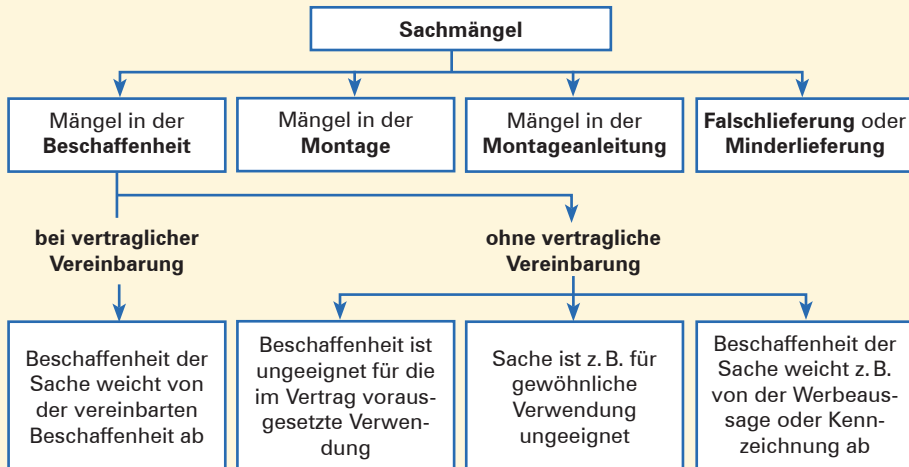 Sachmängel
Mängel in der
Beschaffenheit
Mängel in der
Montage
Mängel in der
Montageanleitung
Falschlieferung oder
Minderlieferung
bei vertraglicher
Vereinbarung
ohne vertragliche
Vereinbarung
Beschaffenheit der
Sache weicht von
der vereinbarten
Beschaffenheit ab
Beschaffenheit ist
ungeeignet für die
im Vertrag voraus-
gesetzte Verwen-
dung
Sache ist z. B. für
gewöhnliche
Verwendung
ungeeignet
Beschaffenheit der
Sache weicht z. B.
von der Werbeaus-
sage oder Kenn-
zeichnung ab